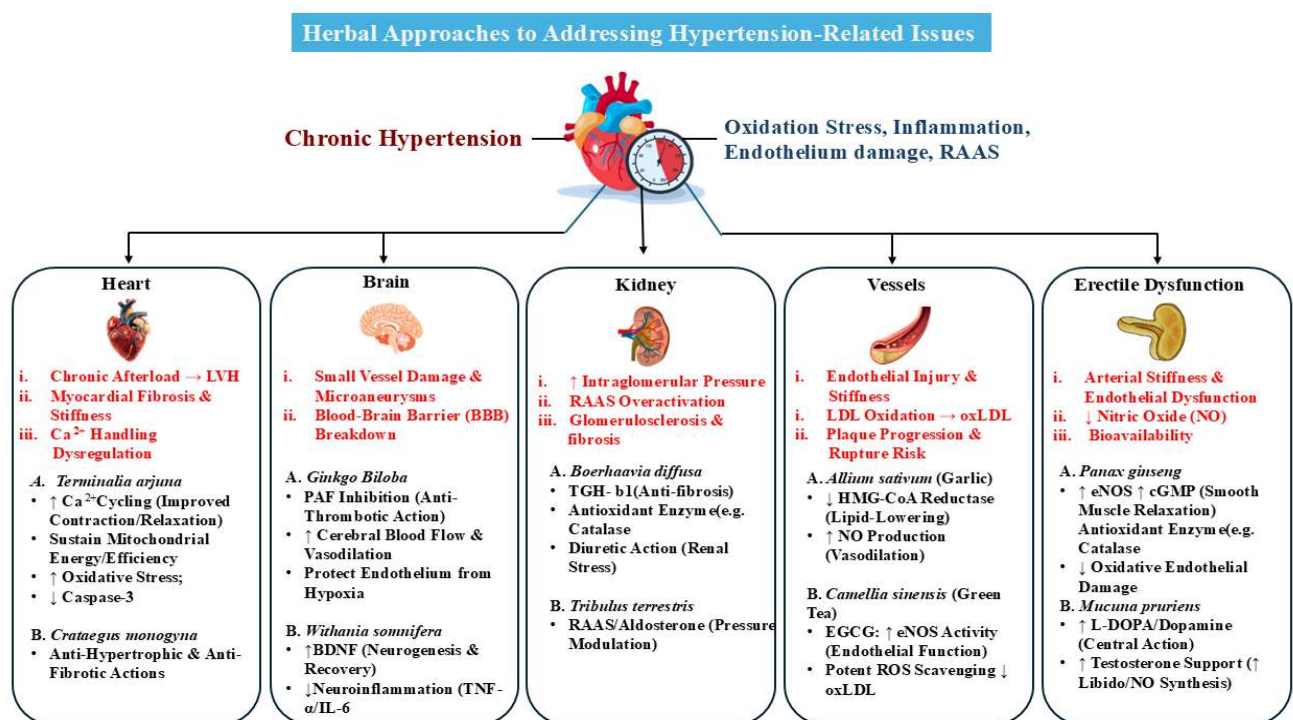 Herbal Approaches to Addressing Hypertension-Related Issues
Chronic Hypertension
Oxidation Stress, Inflammation,
Endothelium damage, RAAS
Heart
i. Chronic Afterload → LVH
ii. Myocardial Fibrosis &
Stiffness
iii. Ca²⁺ Handling
Dysregulation
A. Terminalia arjuna
• ↑ Ca²⁺Cycling (Improved
Contraction/Relaxation)
• Sustain Mitochondrial
Energy/Efficiency
• ↑ Oxidative Stress;
• ↓ Caspase-3
B. Crataegus monogyna
• Anti-Hypertrophic & Anti-
Fibrotic Actions
Brain
i. Small Vessel Damage &
Microaneurysms
ii. Blood-Brain Barrier (BBB)
Breakdown
A. Ginkgo Biloba
• PAF Inhibition (Anti-
Thrombotic Action)
• ↑ Cerebral Blood Flow &
Vasodilation
• Protect Endothelium from
Hypoxia
B. Withania somnifera
• ↑BDNF (Neurogenesis &
Recovery)
• ↓Neuroinflammation (TNF-
α/IL-6
Kidney
i. ↑ Intraglomerular Pressure
ii. RAAS Overactivation
iii. Glomerulosclerosis &
fibrosis
A. Boerhaavia diffusa
• TGH- b1(Anti-fibrosis)
• Antioxidant Enzyme(e.g.
Catalase
• Diuretic Action (Renal
Stress)
B. Tribulus terrestris
• RAAS/Aldosterone (Pressure
Modulation)
Vessels
i. Endothelial Injury &
Stiffness
i. LDL Oxidation → oxLDL
ii. Plaque Progression &
Rupture Risk
A. Allium sativum (Garlic)
• ↓ HMG-CoA Reductase
(Lipid-Lowering)
• ↑ NO Production
(Vasodilation)
B. Camellia sinensis (Green
Tea)
• EGCG: ↑ eNOS Activity
(Endothelial Function)
• Potent ROS Scavenging ↓
oxLDL
Erectile Dysfunction
i. Arterial Stiffness &
Endothelial Dysfunction
ii. ↓ Nitric Oxide (NO)
iii. Bioavailability
A. Panax ginseng
• ↑ eNOS ↑ cGMP (Smooth
Muscle Relaxation)
Antioxidant Enzyme(e.g.
Catalase
• ↓ Oxidative Endothelial
Damage
B. Mucuna pruriens
• ↑ L-DOPA/Dopamine
(Central Action)
• ↑ Testosterone Support (↑
Libido/NO Synthesis)